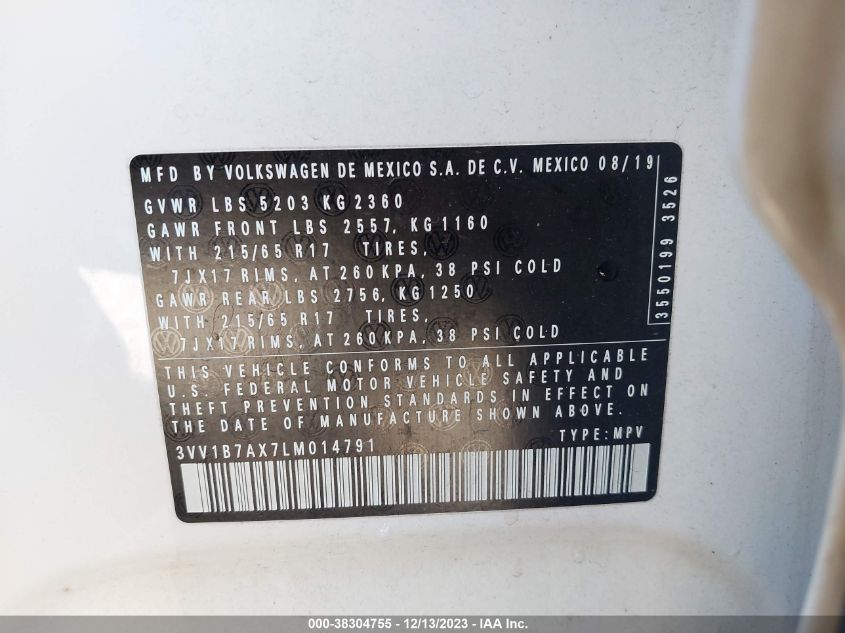 MFD BY VOLKSWAGEN DE MEXICO S.A. DE C.V. MEXICO 08/19
GVWR LBS 5203 KG 2360
GAWR FRONT LBS 2557, KG 1160
WITH 215/65 R17 TIRES,
7JX17 RIMS, AT 260 KPA, 38 PSI COLD
GAWR REAR LBS 2756, KG 1250
WITH 215/65 R17 TIRES,
7JX17 RIMS, AT 260 KPA, 38 PSI COLD
3550199 3526
THIS VEHICLE CONFORMS TO ALL APPLICABLE
U.S. FEDERAL MOTOR VEHICLE SAFETY AND
THEFT PREVENTION STANDARDS IN EFFECT ON
THE DATE OF MANUFACTURE SHOWN ABOVE.
3VV1B7AX7LM014791 TYPE: MPV
000-38304755 - 12/13/2023 - IAA Inc.